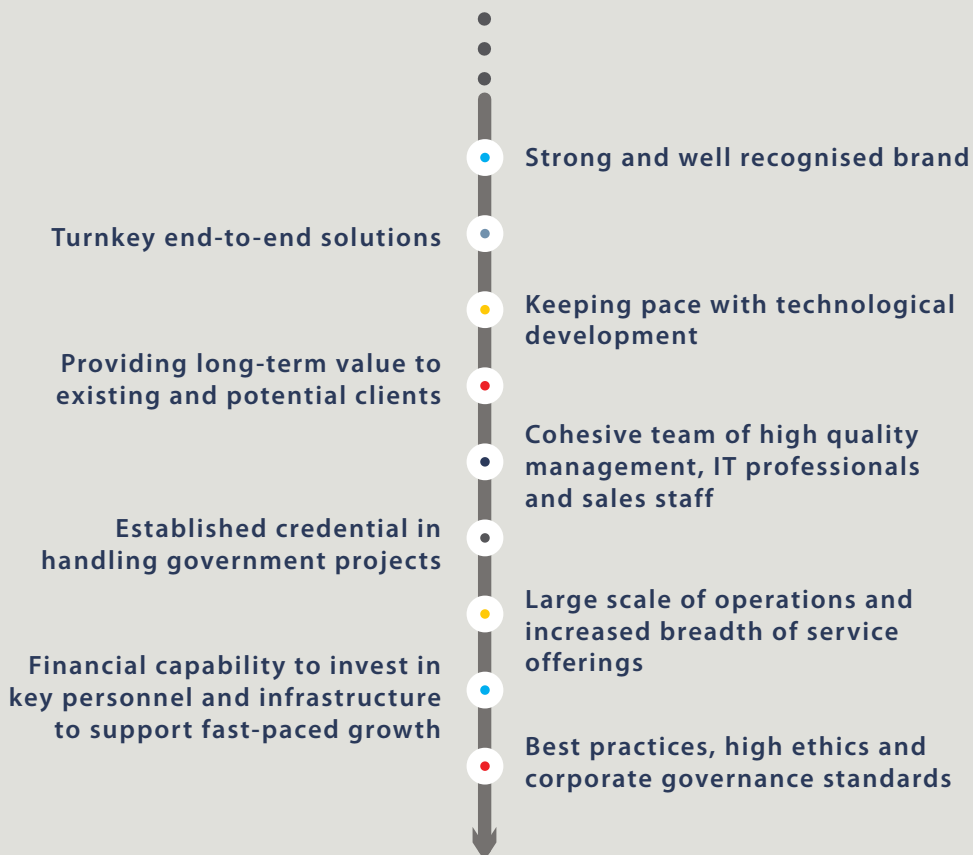 Strong and well recognised brand
Turnkey end-to-end solutions
Keeping pace with technological
development
Providing long-term value to
existing and potential clients
Cohesive team of high quality
management, IT professionals
and sales staff
Established credential in
handling government projects
Large scale of operations and
increased breadth of service
offerings
Financial capability to invest in
key personnel and infrastructure
to support fast-paced growth
Best practices, high ethics and
corporate governance standards